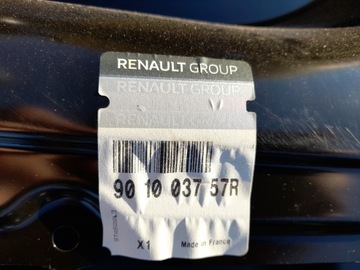 RENAULT GROUP
RENAULT GROUP
90 10 037 57R
X1 Made in France